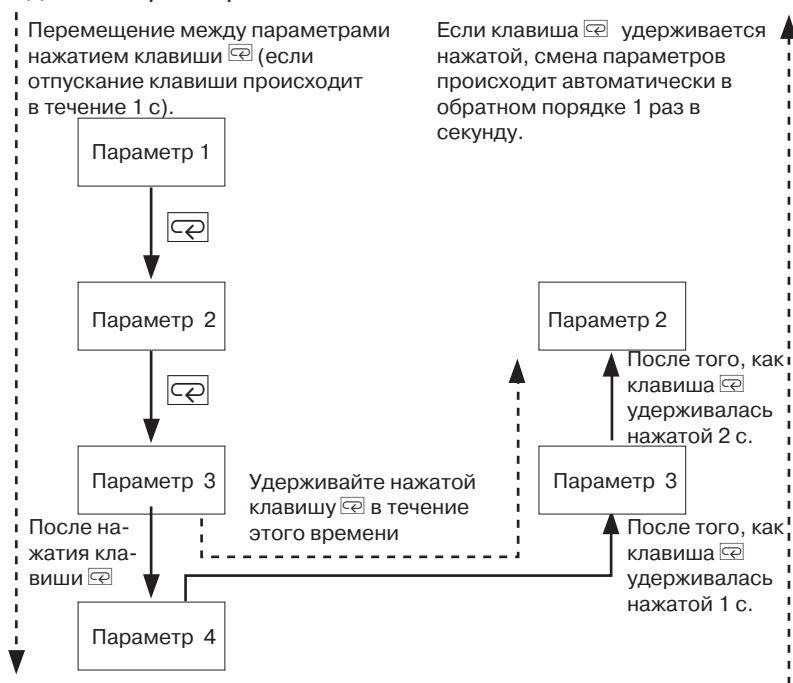 Перемещение между параметрами
нажатием клавиши (если
отпускание клавиши происходит
в течение 1 с).
Если клавиша удерживается
нажатой, смена параметров
происходит автоматически в
обратном порядке 1 раз в
секунду.
Параметр 1
Параметр 2
Параметр 2
После того, как
клавиша
удерживалась
нажатой 2 с.
Параметр 3
Удерживайте нажатой
клавишу в течение
этого времени
Параметр 3
После на-
жатия кла-
виши
После того, как
клавиша
удерживалась
нажатой 1 с.
Параметр 4